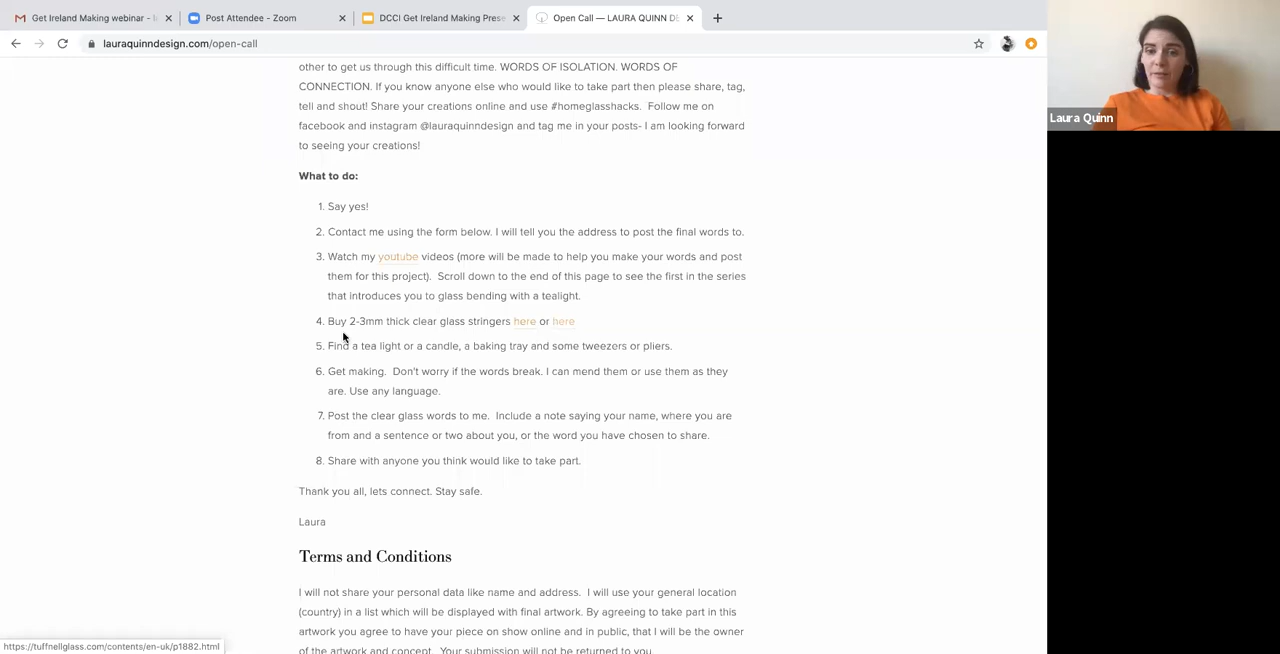 Get Ireland Making webinar -
Post Attendee - Zoom
DCCI Get Ireland Making Prese
Open Call — LAURA QUINN DE
lauraquinndesign.com/open-call
other to get us through this difficult time. WORDS OF ISOLATION. WORDS OF
CONNECTION. If you know anyone else who would like to take part then please share, tag,
tell and shout! Share your creations online and use #homeglasshacks. Follow me on
facebook and instagram @lauraquinndesign and tag me in your posts- I am looking forward
to seeing your creations!
What to do:
1. Say yes!
2. Contact me using the form below. I will tell you the address to post the final words to.
3. Watch my youtube videos (more will be made to help you make your words and post
them for this project). Scroll down to the end of this page to see the first in the series
that introduces you to glass bending with a tealight.
4. Buy 2-3mm thick clear glass stringers here or here
5. Find a tea light or a candle, a baking tray and some tweezers or pliers.
6. Get making. Don't worry if the words break. I can mend them or use them as they
are. Use any language.
7. Post the clear glass words to me. Include a note saying your name, where you are
from and a sentence or two about you, or the word you have chosen to share.
8. Share with anyone you think would like to take part.
Thank you all, lets connect. Stay safe.
Laura
Terms and Conditions
I will not share your personal data like name and address. I will use your general location
(country) in a list which will be displayed with final artwork. By agreeing to take part in this
artwork you agree to have your piece on show online and in public, that I will be the owner
of the artwork and concept. Your submission will not be returned to you.
https://tuffnellglass.com/contents/en-uk/p1882.html
Laura Quinn